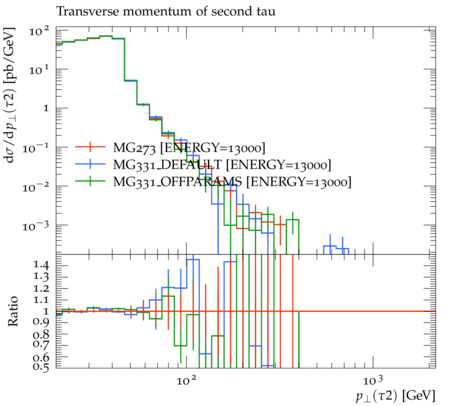 Transverse momentum of second tau
dσ/dp⊥(τ2) [pb/GeV]
10²
10¹
1
10⁻¹
10⁻²
10⁻³
MG273 [ENERGY=13000]
MG331_DEFAULT [ENERGY=13000]
MG331_OFFPARAMS [ENERGY=13000]
Ratio
1.4
1.3
1.2
1.1
1
0.9
0.8
0.7
0.6
0.5
10² 10³
p⊥(τ2) [GeV]